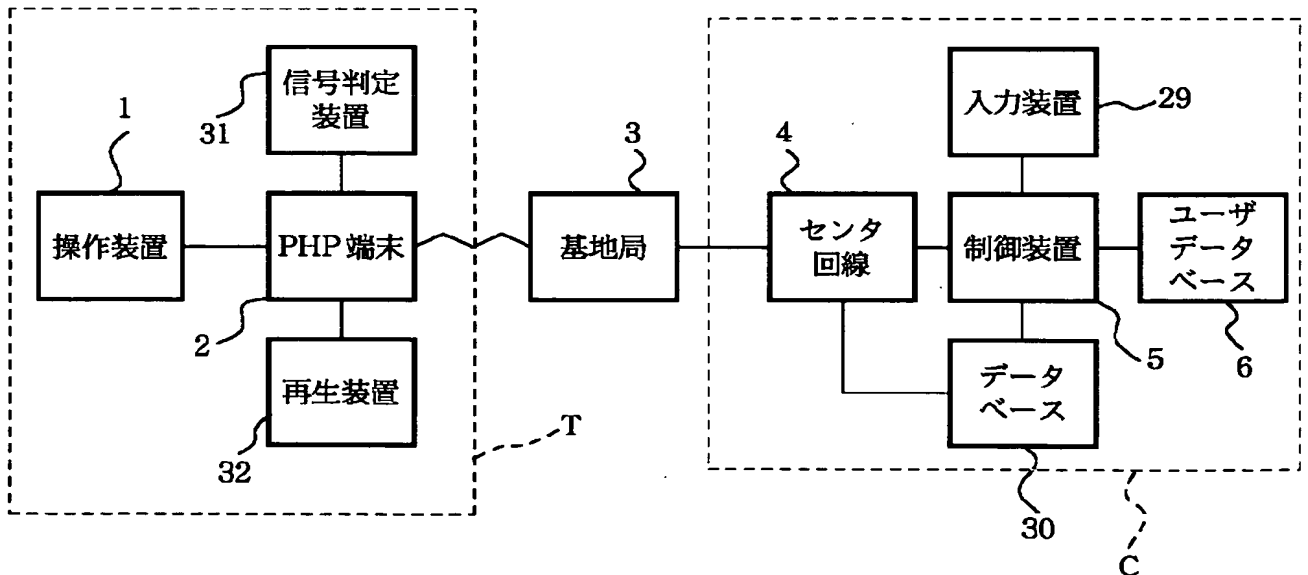 31
信号判定
装置
1
操作装置
PHP 端末
2
再生装置
32
T
3
基地局
4
センタ
回線
入力装置
29
制御装置
5
ユーザ
データ
ベース
6
データ
ベース
30
C